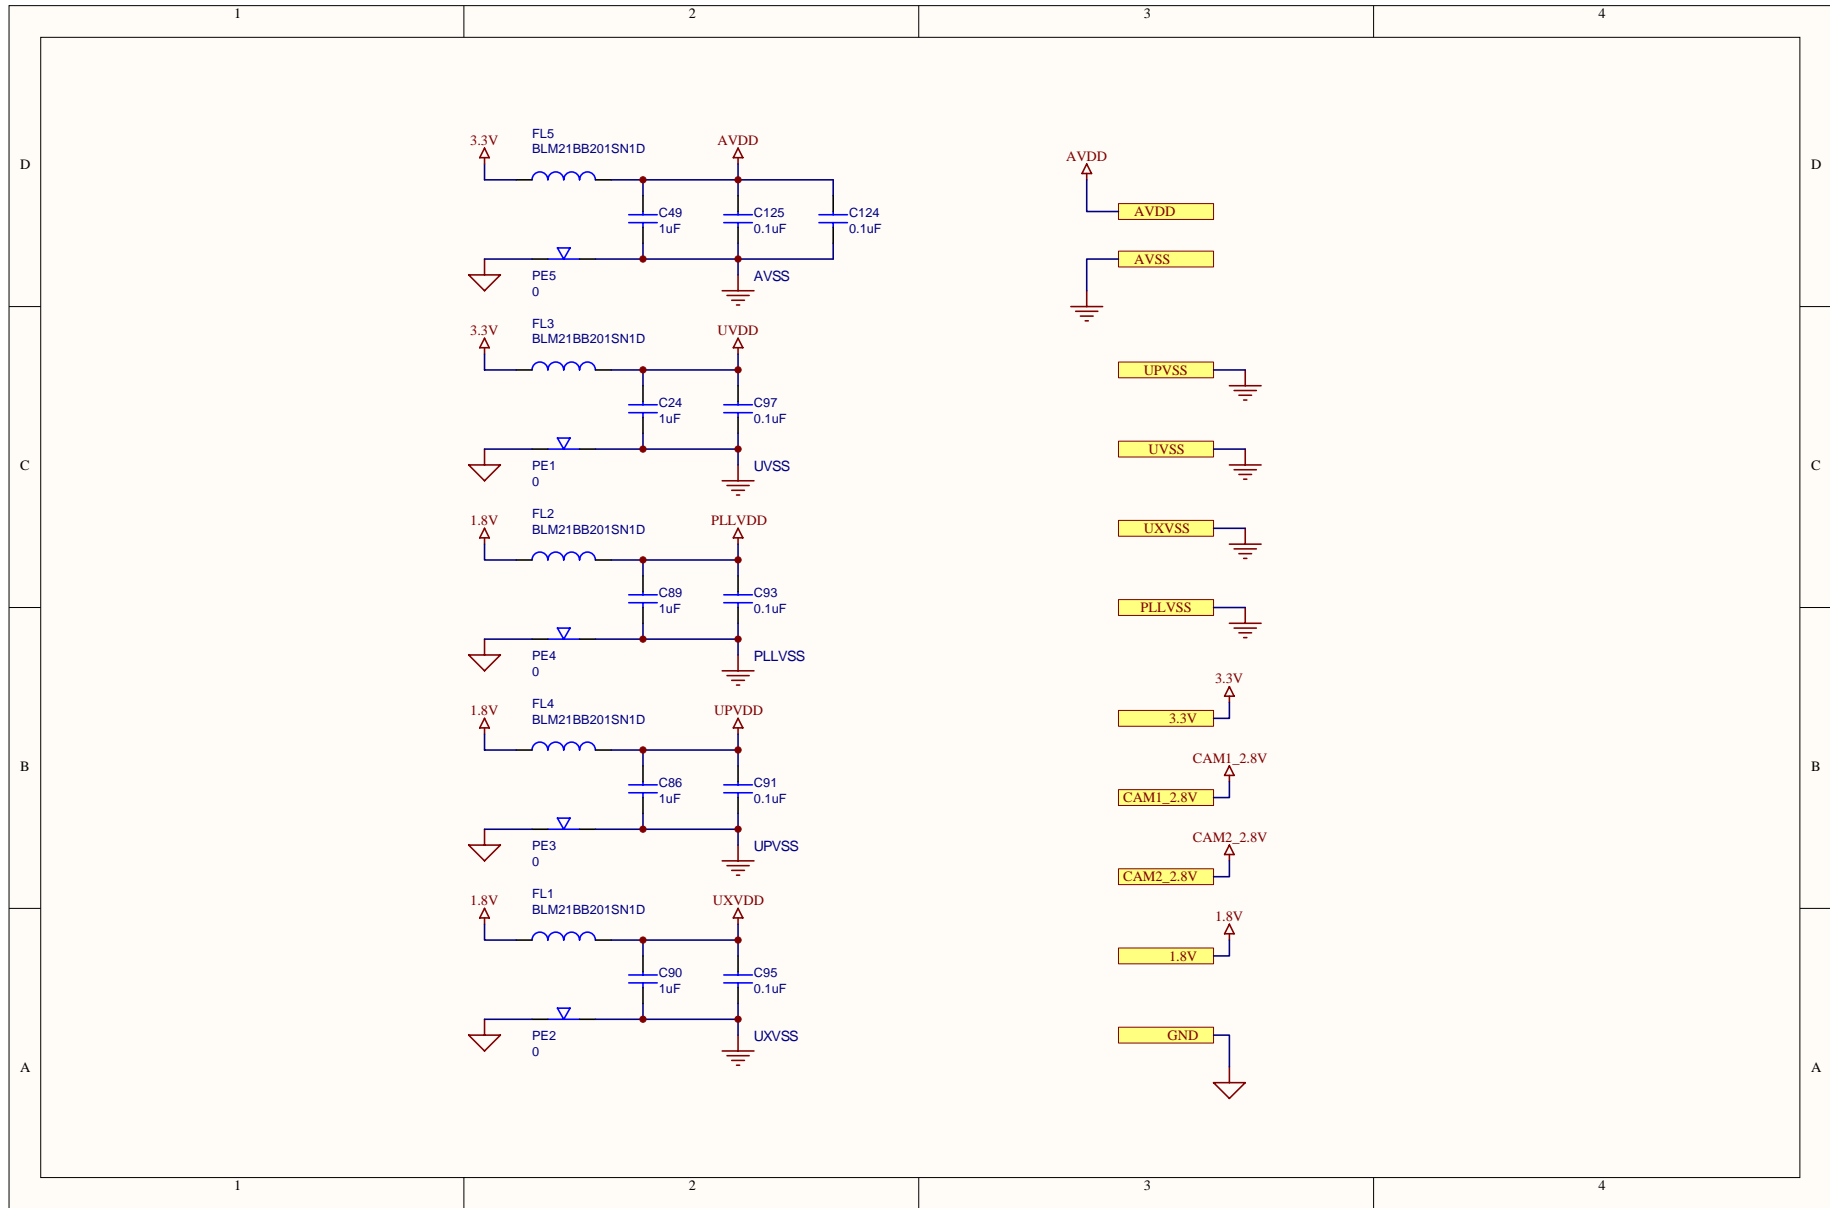 1 2 3 4
D D
3.3V
FL5
BLM21BB201SN1D
AVDD
C49
1uF
C125
0.1uF
C124
0.1uF
PE5
0
AVSS
AVDD
AVDD
AVSS
3.3V
FL3
BLM21BB201SN1D
UVDD
C24
1uF
C97
0.1uF
PE1
0
UVSS
UPVSS
C C
UVSS
1.8V
FL2
BLM21BB201SN1D
PLLVDD
C89
1uF
C93
0.1uF
PE4
0
PLLVSS
UXVSS
PLLVSS
1.8V
FL4
BLM21BB201SN1D
UPVDD
C86
1uF
C91
0.1uF
PE3
0
UPVSS
3.3V
3.3V
B B
CAM1_2.8V
CAM1_2.8V
CAM2_2.8V
CAM2_2.8V
1.8V
FL1
BLM21BB201SN1D
UXVDD
C90
1uF
C95
0.1uF
PE2
0
UXVSS
1.8V
1.8V
GND
A A
1 2 3 4